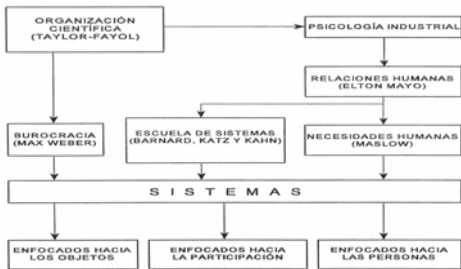 ORGANIZACIÓN
CIENTÍFICA
(TAYLOR-FAYOL)
PSICOLOGÍA INDUSTRIAL
RELACIONES HUMANAS
(ELTON MAYO)
BUROCRACIA
(MAX WEBER)
ESCUELA DE SISTEMAS
(BARNARD, KATZ Y KAHN)
NECESIDADES HUMANAS
(MASLOW)
SISTEMAS
ENFOCADOS HACIA
LOS OBJETOS
ENFOCADOS HACIA
LA PARTICIPACIÓN
ENFOCADOS HACIA
LAS PERSONAS